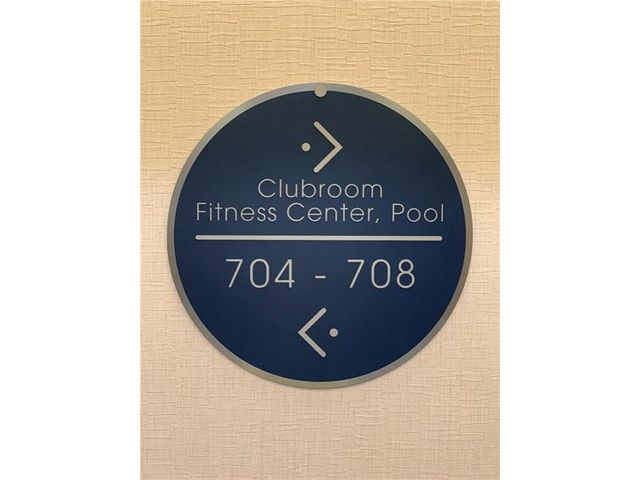 Clubroom
Fitness Center, Pool
704 - 708